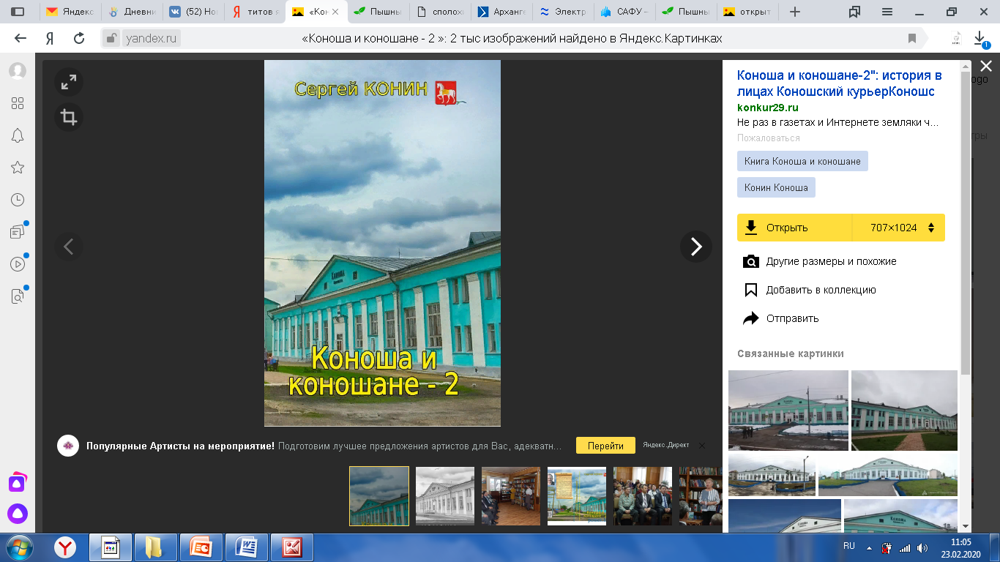 Яндекс
Дневни
(52) Но
титов я
«Кон
Пышны
сполох
Арханге
Электр
САФУ –
Пышны
открыт
yandex.ru
«Коноша и коношане - 2 »: 2 тыс изображений найдено в Яндекс.Картинках
1
Сергей КОНИН
КОНОША
Коноша и
коношане - 2
Коноша и коношане-2": история в
лицах Коношский курьерКоношс
konkur29.ru
Не раз в газетах и Интернете земляки ч...
Пожаловаться
Книга Коноша и коношане
Конин Коноша
Открыть
707×1024
Другие размеры и похожие
Добавить в коллекцию
Отправить
Связанные картинки
Популярные Артисты на мероприятие! Подготовим лучшее предложения артистов для Вас, адекватн...
Перейти
Яндекс.Директ
RU
11:05
23.02.2020